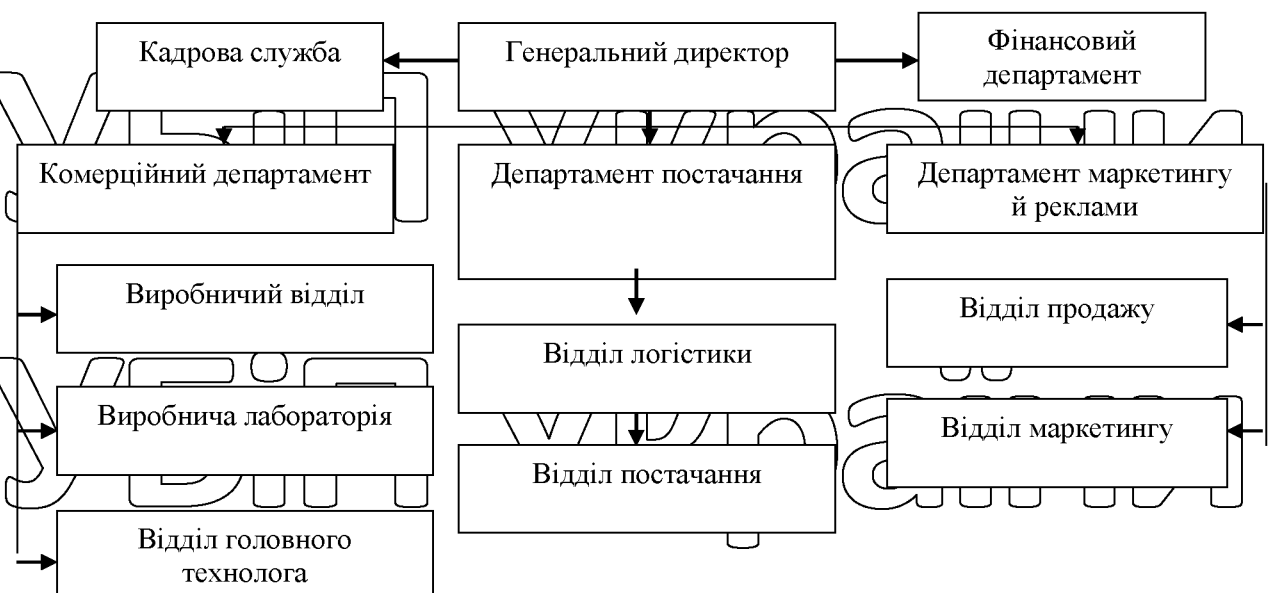 Кадрова служба
Генеральний директор
Фінансовий
департамент
Комерційний департамент
Департамент постачання
Департамент маркетингу
й реклами
Виробничий відділ
Відділ логістики
Відділ продажу
Виробнича лабораторія
Відділ постачання
Відділ маркетингу
Відділ головного
технолога